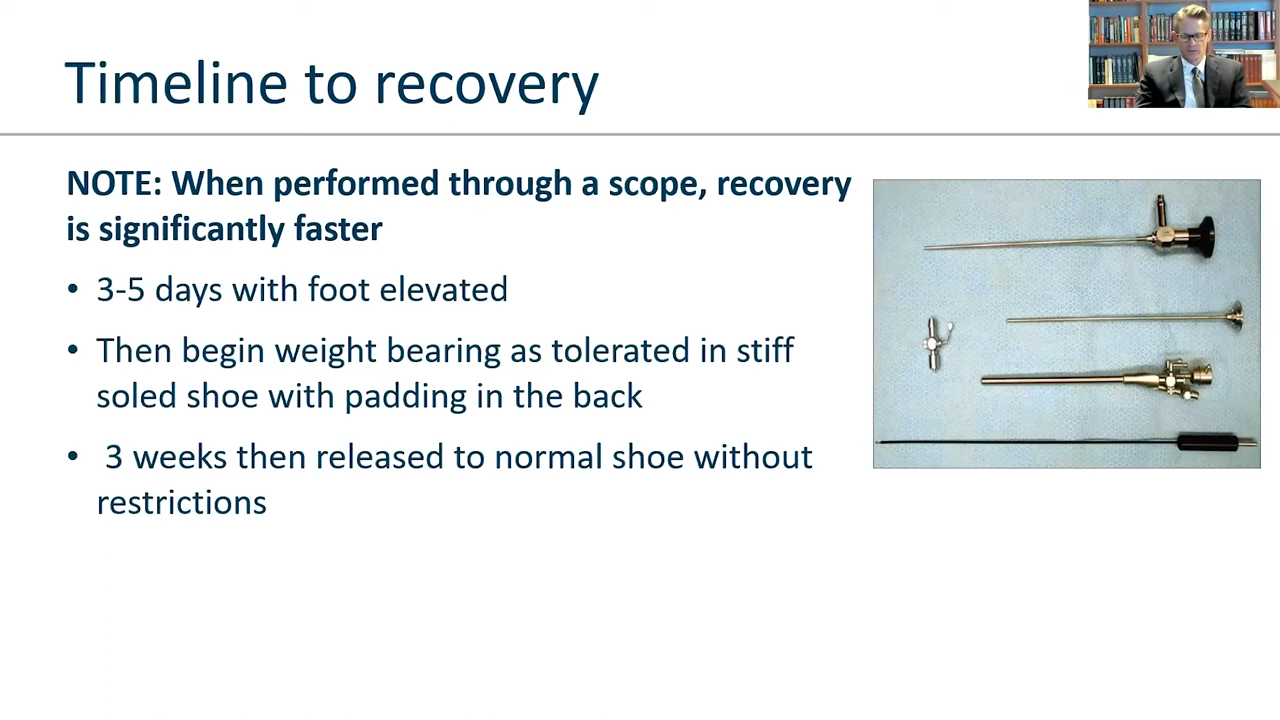 Timeline to recovery
NOTE: When performed through a scope, recovery
is significantly faster
• 3-5 days with foot elevated
• Then begin weight bearing as tolerated in stiff
soled shoe with padding in the back
• 3 weeks then released to normal shoe without
restrictions